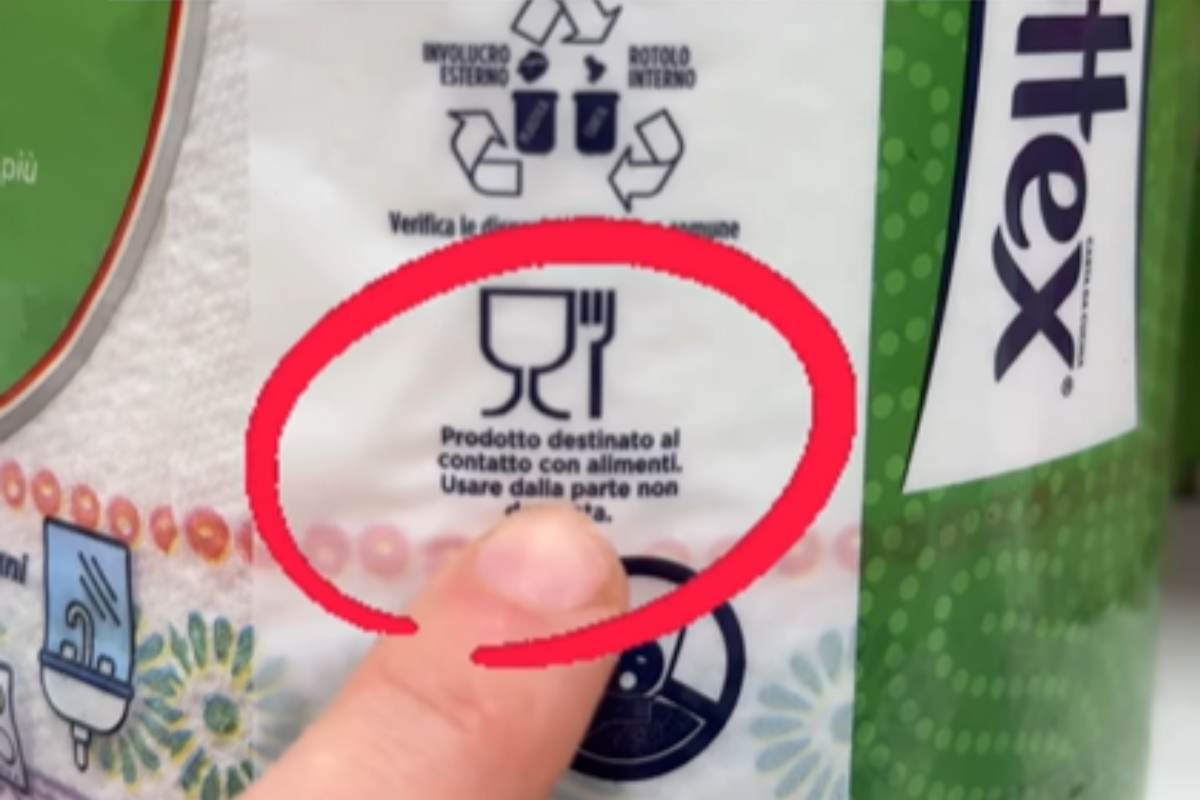 INVOLUCRO
ESTERNO
ROTOLO
INTERNO
Verifica le comune
Prodotto destinato al
contatto con alimenti.
Usare dalla parte non
più
ttex
®